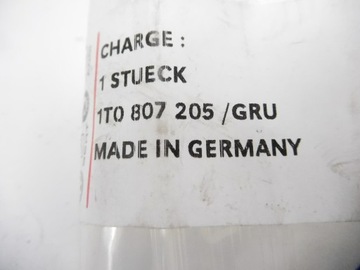 CHARGE :
1 STUECK
1T0 807 205 /GRU
MADE IN GERMANY